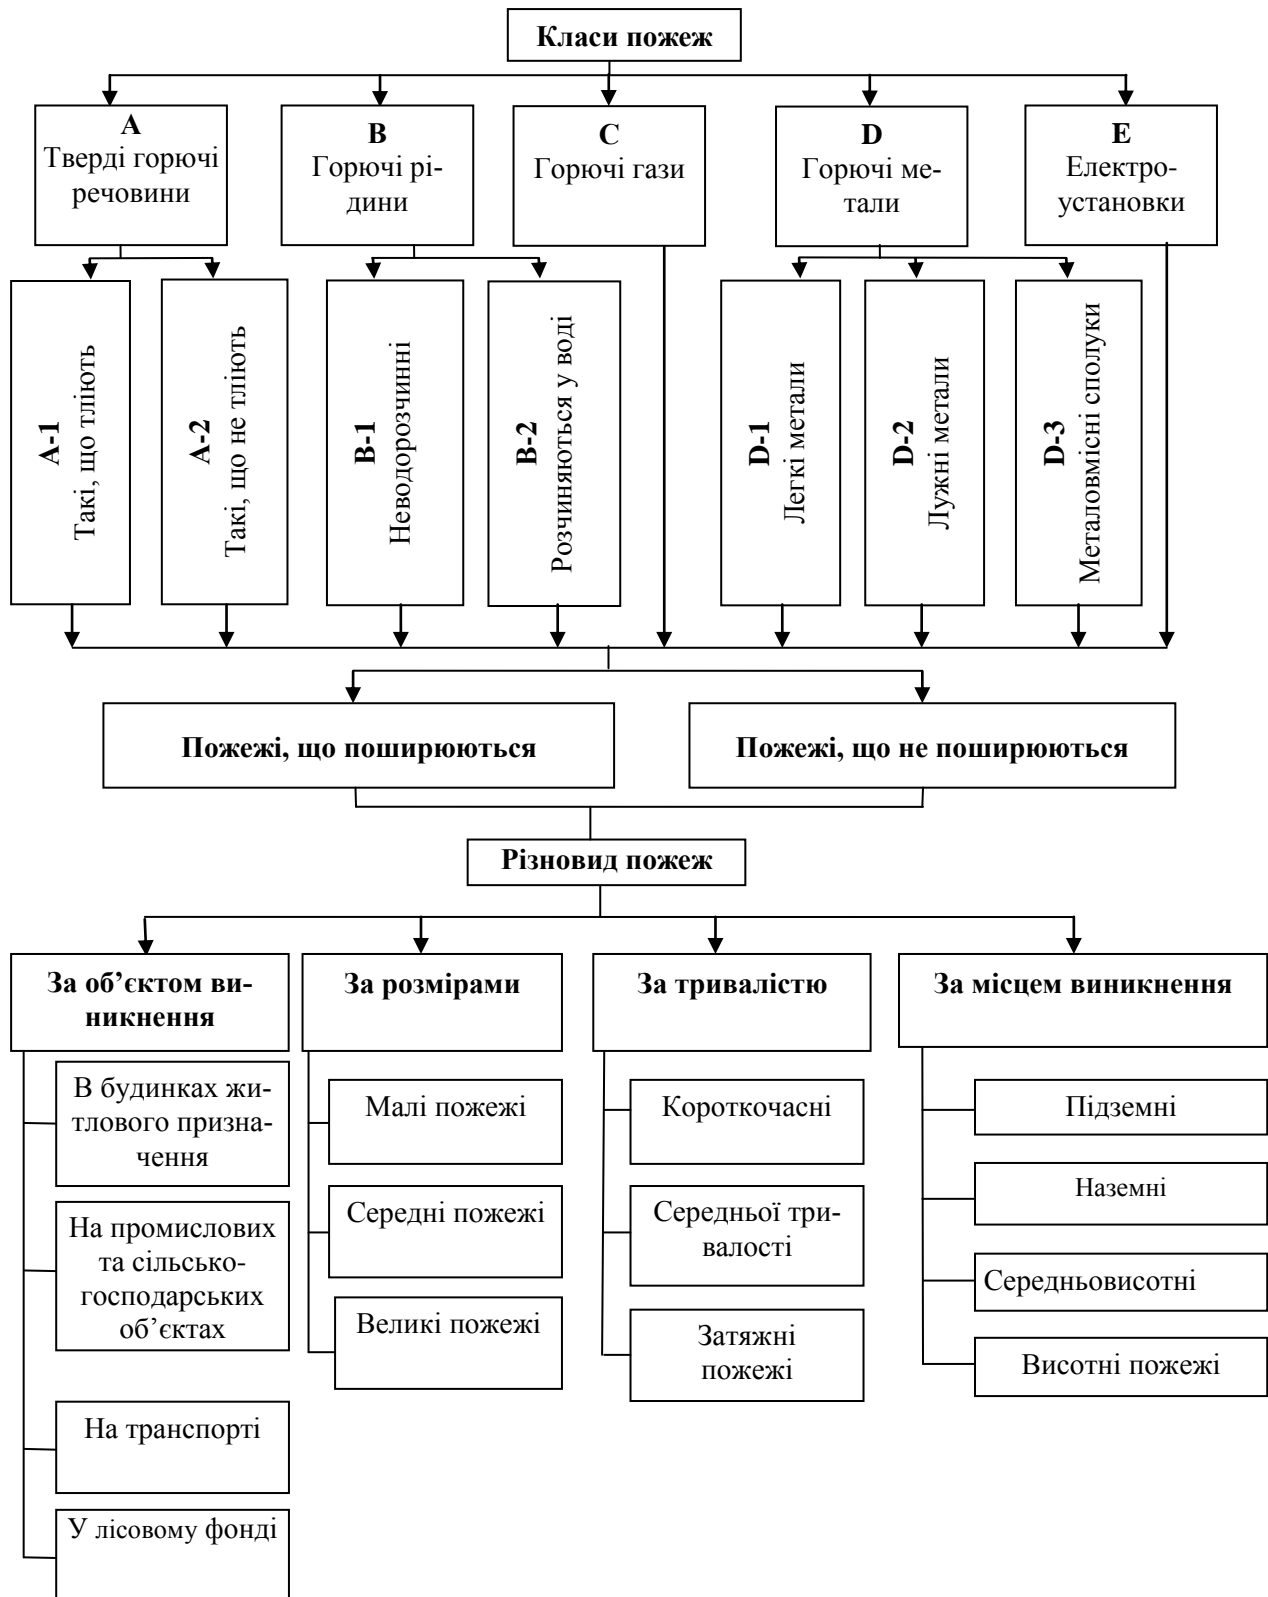 Класи пожеж
А
Тверді горючі
речовини
В
Горючі рі-
дини
С
Горючі гази
D
Горючі ме-
тали
Е
Електро-
установки
А-1
Такі, що тліють
А-2
Такі, що не тліють
В-1
Неводорозчинні
В-2
Розчиняються у воді
D-1
Легкі метали
D-2
Лужні метали
D-3
Металовмісні сполуки
Пожежі, що поширюються
Пожежі, що не поширюються
Різновид пожеж
За об’єктом ви-
никнення
В будинках жи-
тлового призна-
чення
На промислових
та сільсько-
господарських
об’єктах
На транспорті
У лісовому фонді
За розмірами
Малі пожежі
Середні пожежі
Великі пожежі
За тривалістю
Короткочасні
Середньої три-
валості
Затяжні
пожежі
За місцем виникнення
Підземні
Наземні
Середньовисотні
Висотні пожежі